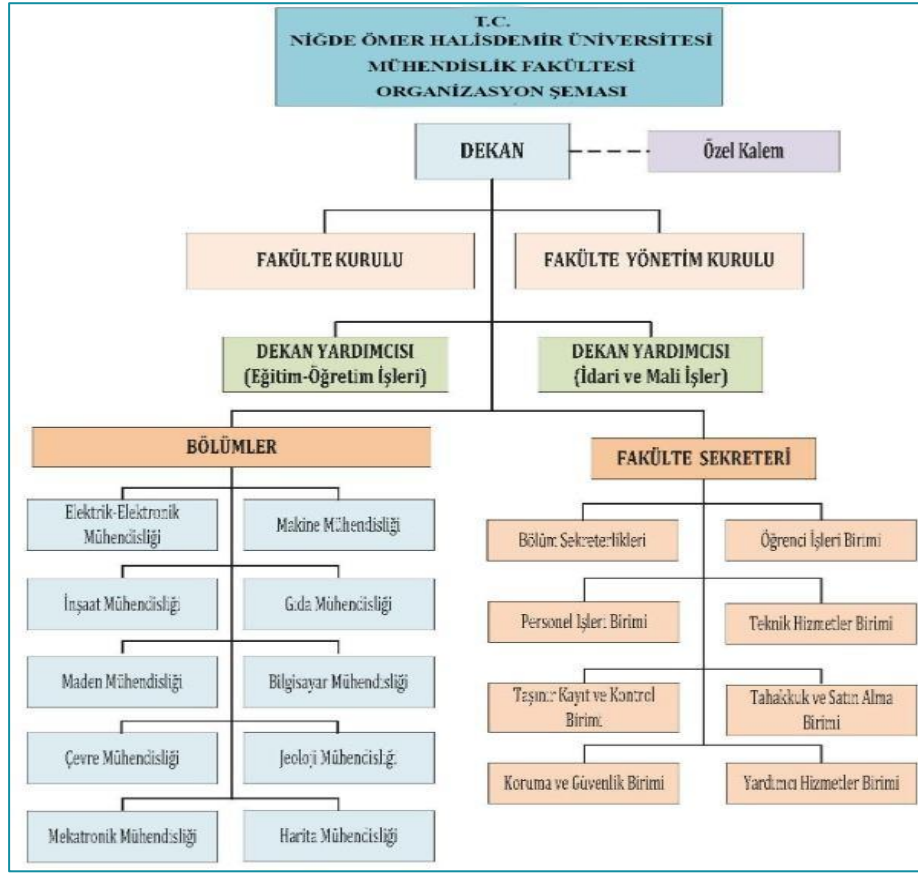 T.C.
NİĞDE ÖMER HALİSDEMİR ÜNİVERSİTESİ
MÜHENDİSLİK FAKÜLTESİ
ORGANİZASYON ŞEMASI
DEKAN
Özel Kalem
FAKÜLTE KURULU
FAKÜLTE YÖNETİM KURULU
DEKAN YARDIMCISI
(Eğitim-Öğretim İşleri)
DEKAN YARDIMCISI
(İdari ve Mali İşler)
BÖLÜMLER
Elektrik-Elektronik
Mühendisliği
Makine Mühendisliği
İnşaat Mühendisliği
Gıda Mühendisliği
Maden Mühendisliği
Bilgisayar Mühendisliği
Çevre Mühendisliği
Jeoloji Mühendisliği
Mekatronik Mühendisliği
Harita Mühendisliği
FAKÜLTE SEKRETERİ
Bölüm Sekreterlikleri
Öğrenci İşleri Birimi
Personel İşleri Birimi
Teknik Hizmetler Birimi
Taşınır Kayıt ve Kontrol
Birimi
Tahakkuk ve Satın Alma
Birimi
Koruma ve Güvenlik Birimi
Yardımcı Hizmetler Birimi